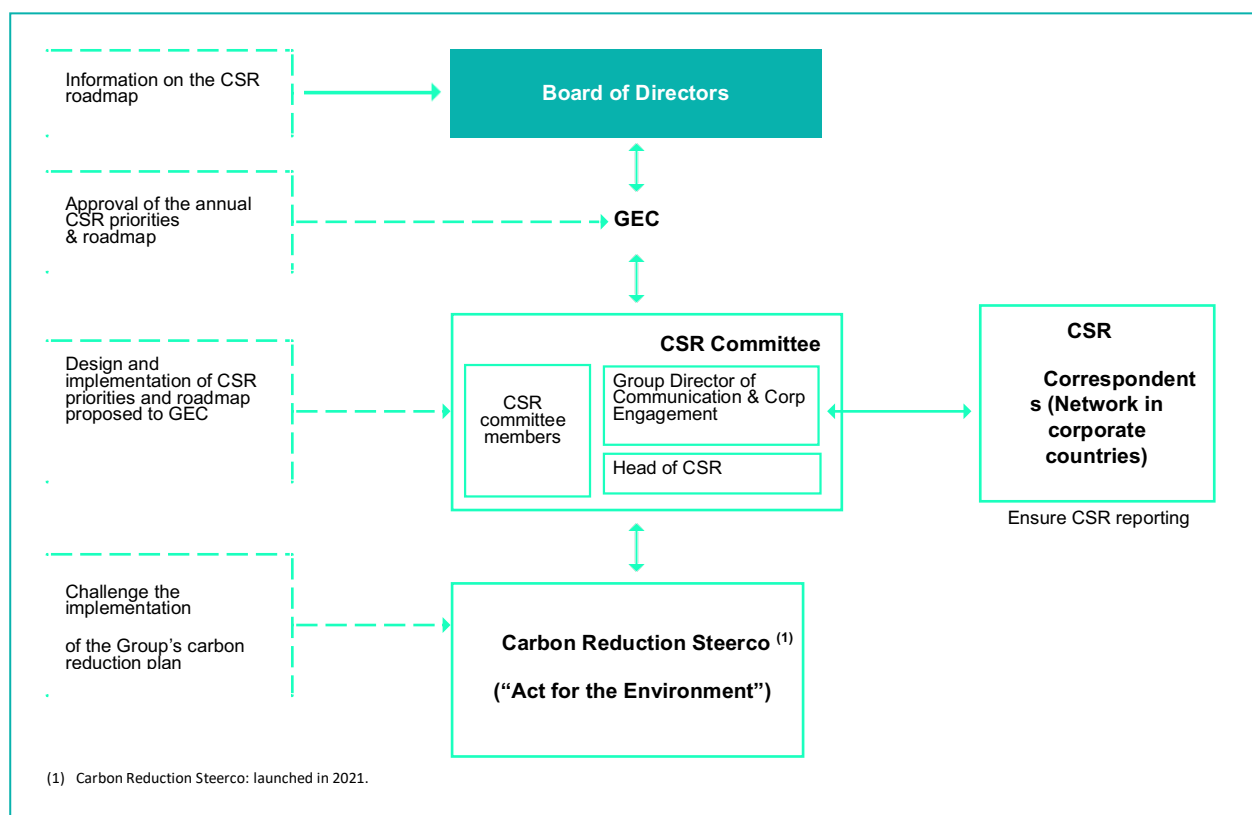 Information on the CSR
roadmap
Board of Directors
Approval of the annual
CSR priorities
& roadmap
GEC
Design and
implementation of CSR
priorities and roadmap
proposed to GEC
CSR Committee
CSR
committee
members
Group Director of
Communication & Corp
Engagement
Head of CSR
CSR
Correspondent
s (Network in
corporate
countries)
Ensure CSR reporting
Challenge the
implementation
of the Group’s carbon
reduction plan
Carbon Reduction Steerco (1)
(“Act for the Environment”)
(1) Carbon Reduction Steerco: launched in 2021.